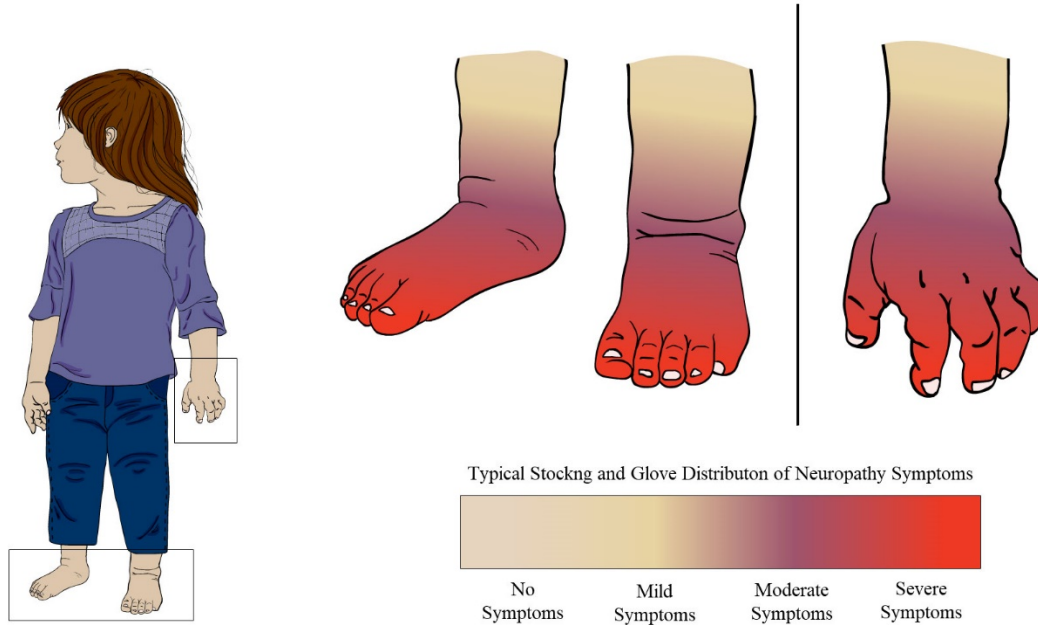 Typical Stockng and Glove Distributon of Neuropathy Symptoms
No
Symptoms
Mild
Symptoms
Moderate
Symptoms
Severe
Symptoms